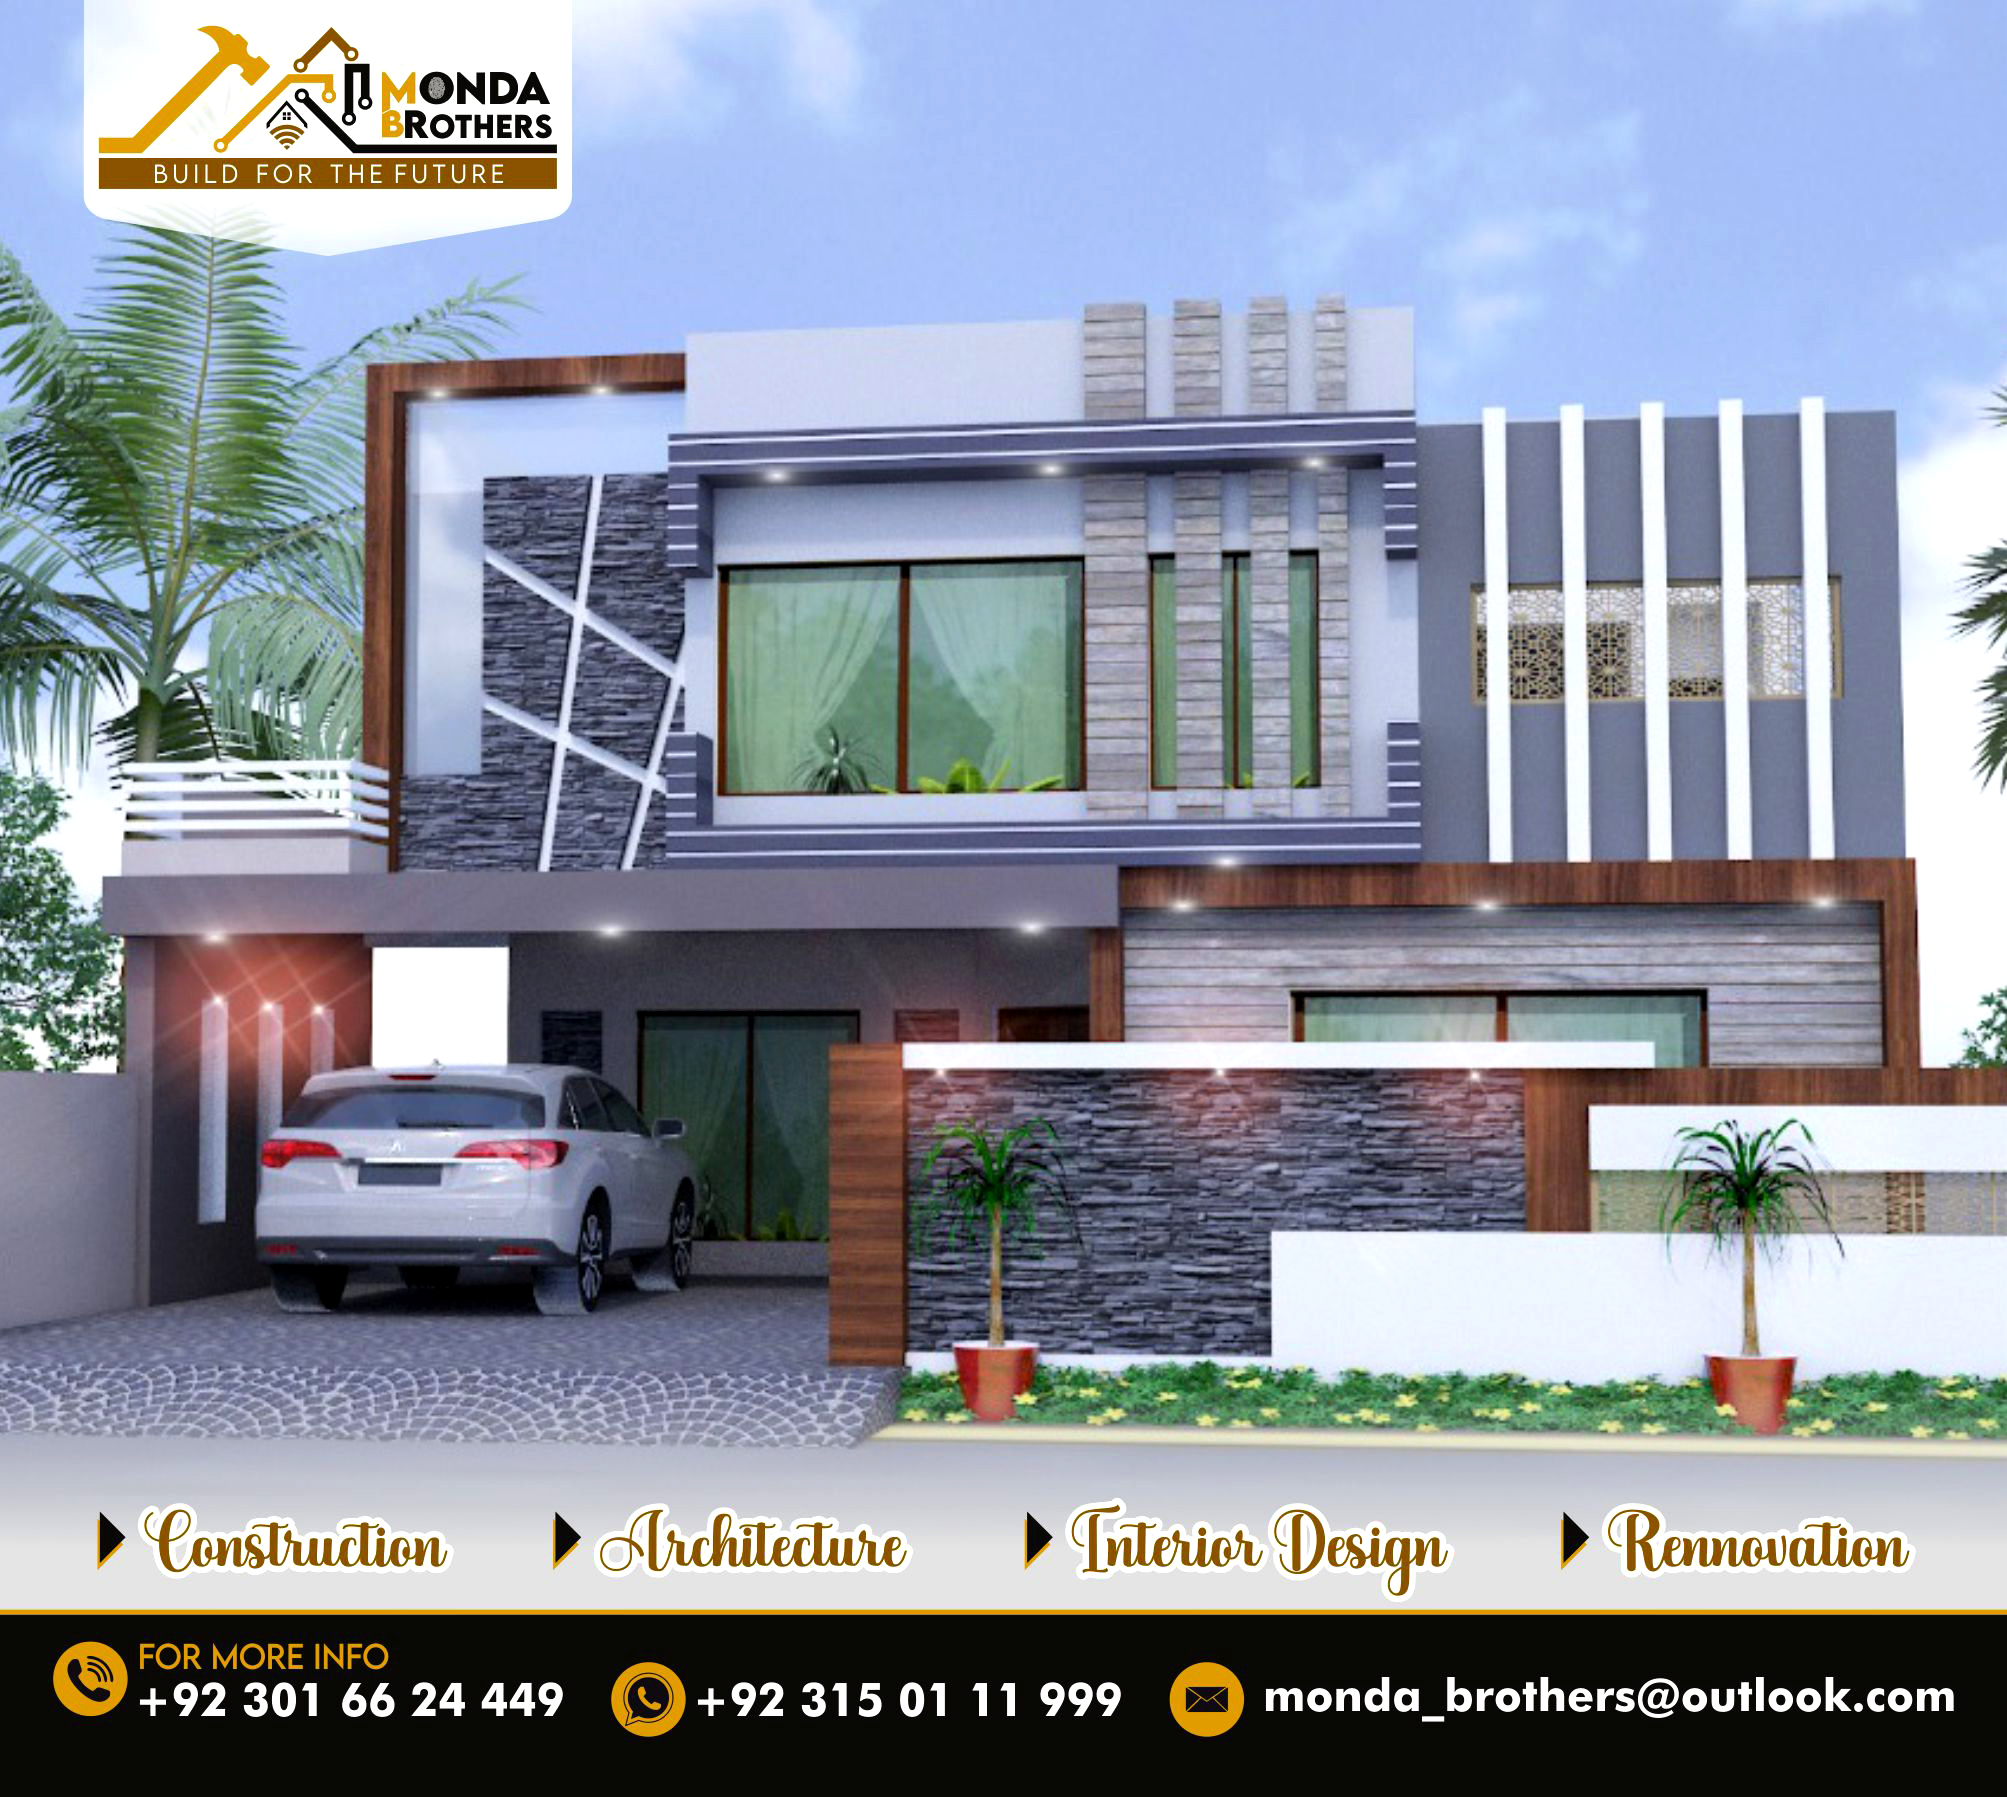 MONDA
BROTHERS
BUILD FOR THE FUTURE
Construction
Architecture
Interior Design
Rennovation
FOR MORE INFO
+92 301 66 24 449
+92 315 01 11 999
monda_brothers@outlook.com